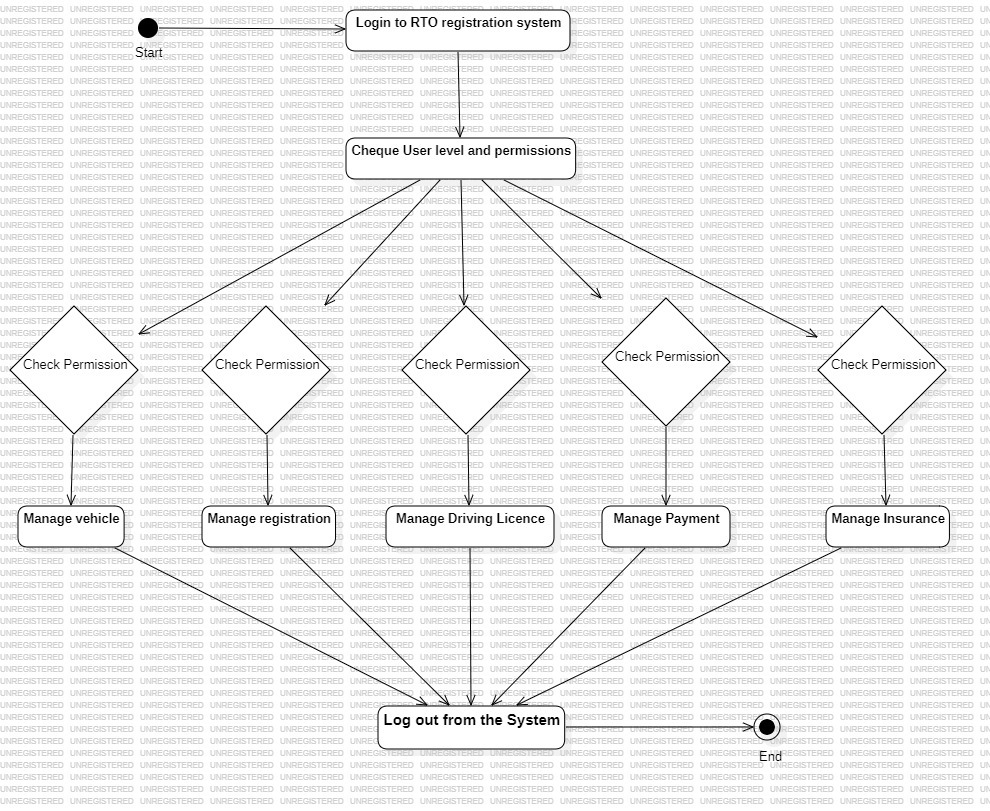 Login to RTO registration system
Start
Cheque User level and permissions
Check Permission
Check Permission
Check Permission
Check Permission
Check Permission
Manage vehicle
Manage registration
Manage Driving Licence
Manage Payment
Manage Insurance
Log out from the System
End
UNREGISTERED